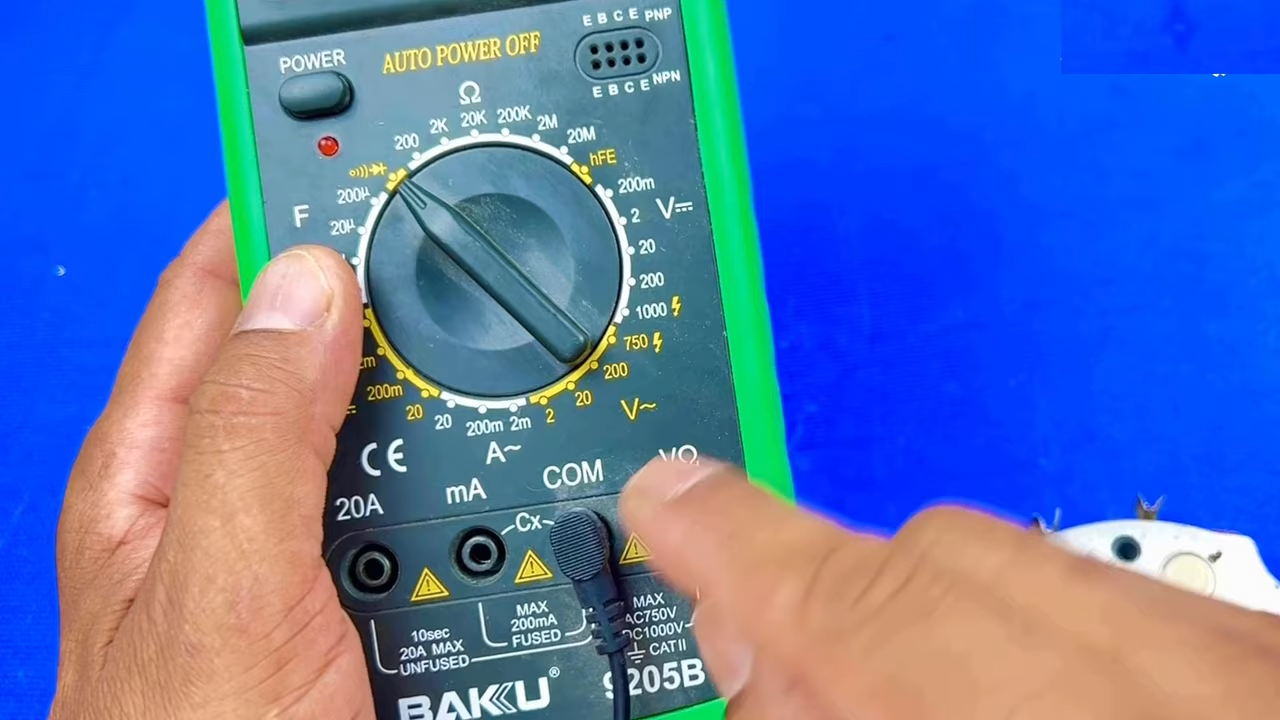 E B C E PNP
AUTO POWER OFF
POWER
E B C E NPN
Ω
200 2K 20K 200K 2M 20M
hFE
200µ
200m
F
20µ
2
V
20
200
1000
750
200
200m
20
20
200m
2m
2
20
V~
CE
A~
20A
mA
COM
VΩ
Cx
10sec
20A MAX
UNFUSED
MAX
200mA
FUSED
MAX
AC750V
DC1000V
CAT II
BAKU®
9205B